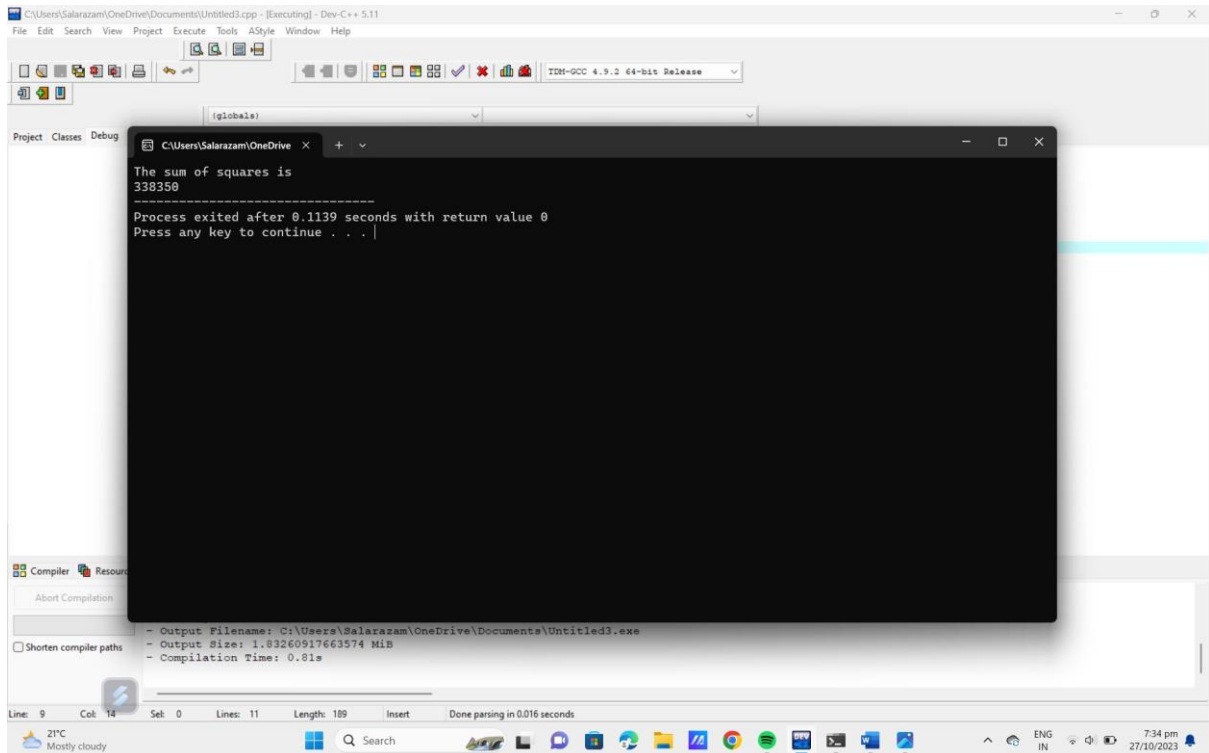 C:\Users\Salarazam\OneDrive\Documents\Untitled3.cpp - [Executing] - Dev-C++ 5.11
File Edit Search View Project Execute Tools AStyle Window Help
TDM-GCC 4.9.2 64-bit Release
(globals)
Project Classes Debug
C:\Users\Salarazam\OneDrive
The sum of squares is
338350
--------------------------------
Process exited after 0.1139 seconds with return value 0
Press any key to continue . . .
Compiler Resourc
Abort Compilation
Shorten compiler paths
- Output Filename: C:\Users\Salarazam\OneDrive\Documents\Untitled3.exe
- Output Size: 1.83260917663574 MiB
- Compilation Time: 0.81s
Line: 9 Col: 14 Sel: 0 Lines: 11 Length: 189 Insert Done parsing in 0.016 seconds
21°C
Mostly cloudy
Search
ENG
IN
7:34 pm
27/10/2023